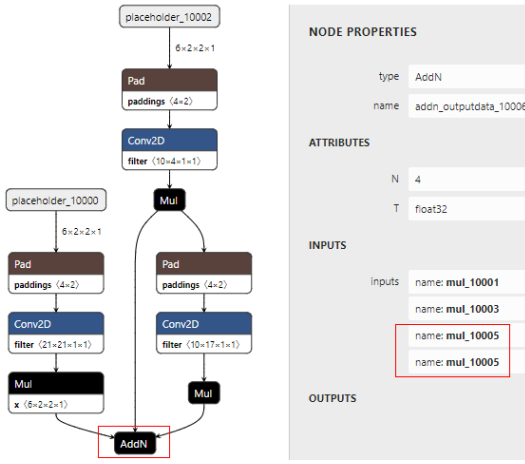 placeholder_10002
6×2×2×1
Pad
paddings ⟨4×2⟩
Conv2D
filter ⟨10×4×1×1⟩
Mul
placeholder_10000
6×2×2×1
Pad
paddings ⟨4×2⟩
Conv2D
filter ⟨21×21×1×1⟩
Mul
x ⟨6×2×2×1⟩
Pad
paddings ⟨4×2⟩
Conv2D
filter ⟨10×17×1×1⟩
Mul
AddN
NODE PROPERTIES
type AddN
name addn_outputdata_10006
ATTRIBUTES
N 4
T float32
INPUTS
inputs name: mul_10001
name: mul_10003
name: mul_10005
name: mul_10005
OUTPUTS